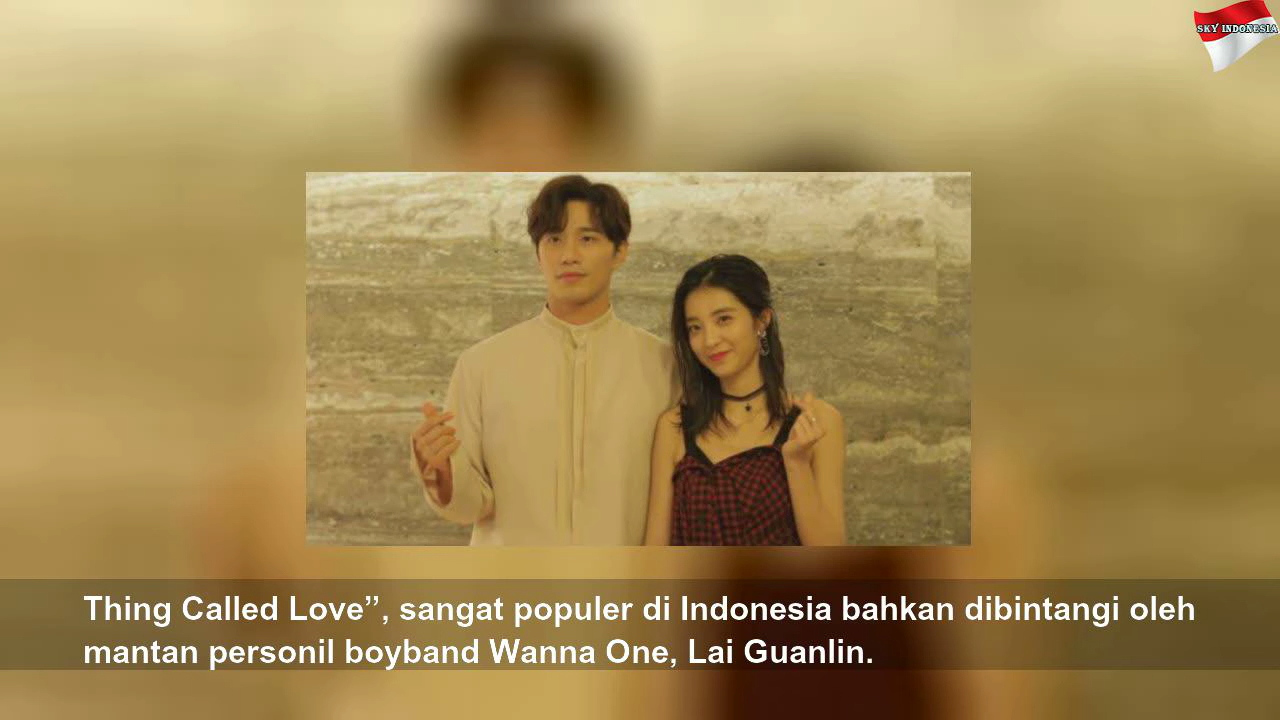 SKY INDONESIA
Thing Called Love”, sangat populer di Indonesia bahkan dibintangi oleh
mantan personil boyband Wanna One, Lai Guanlin.